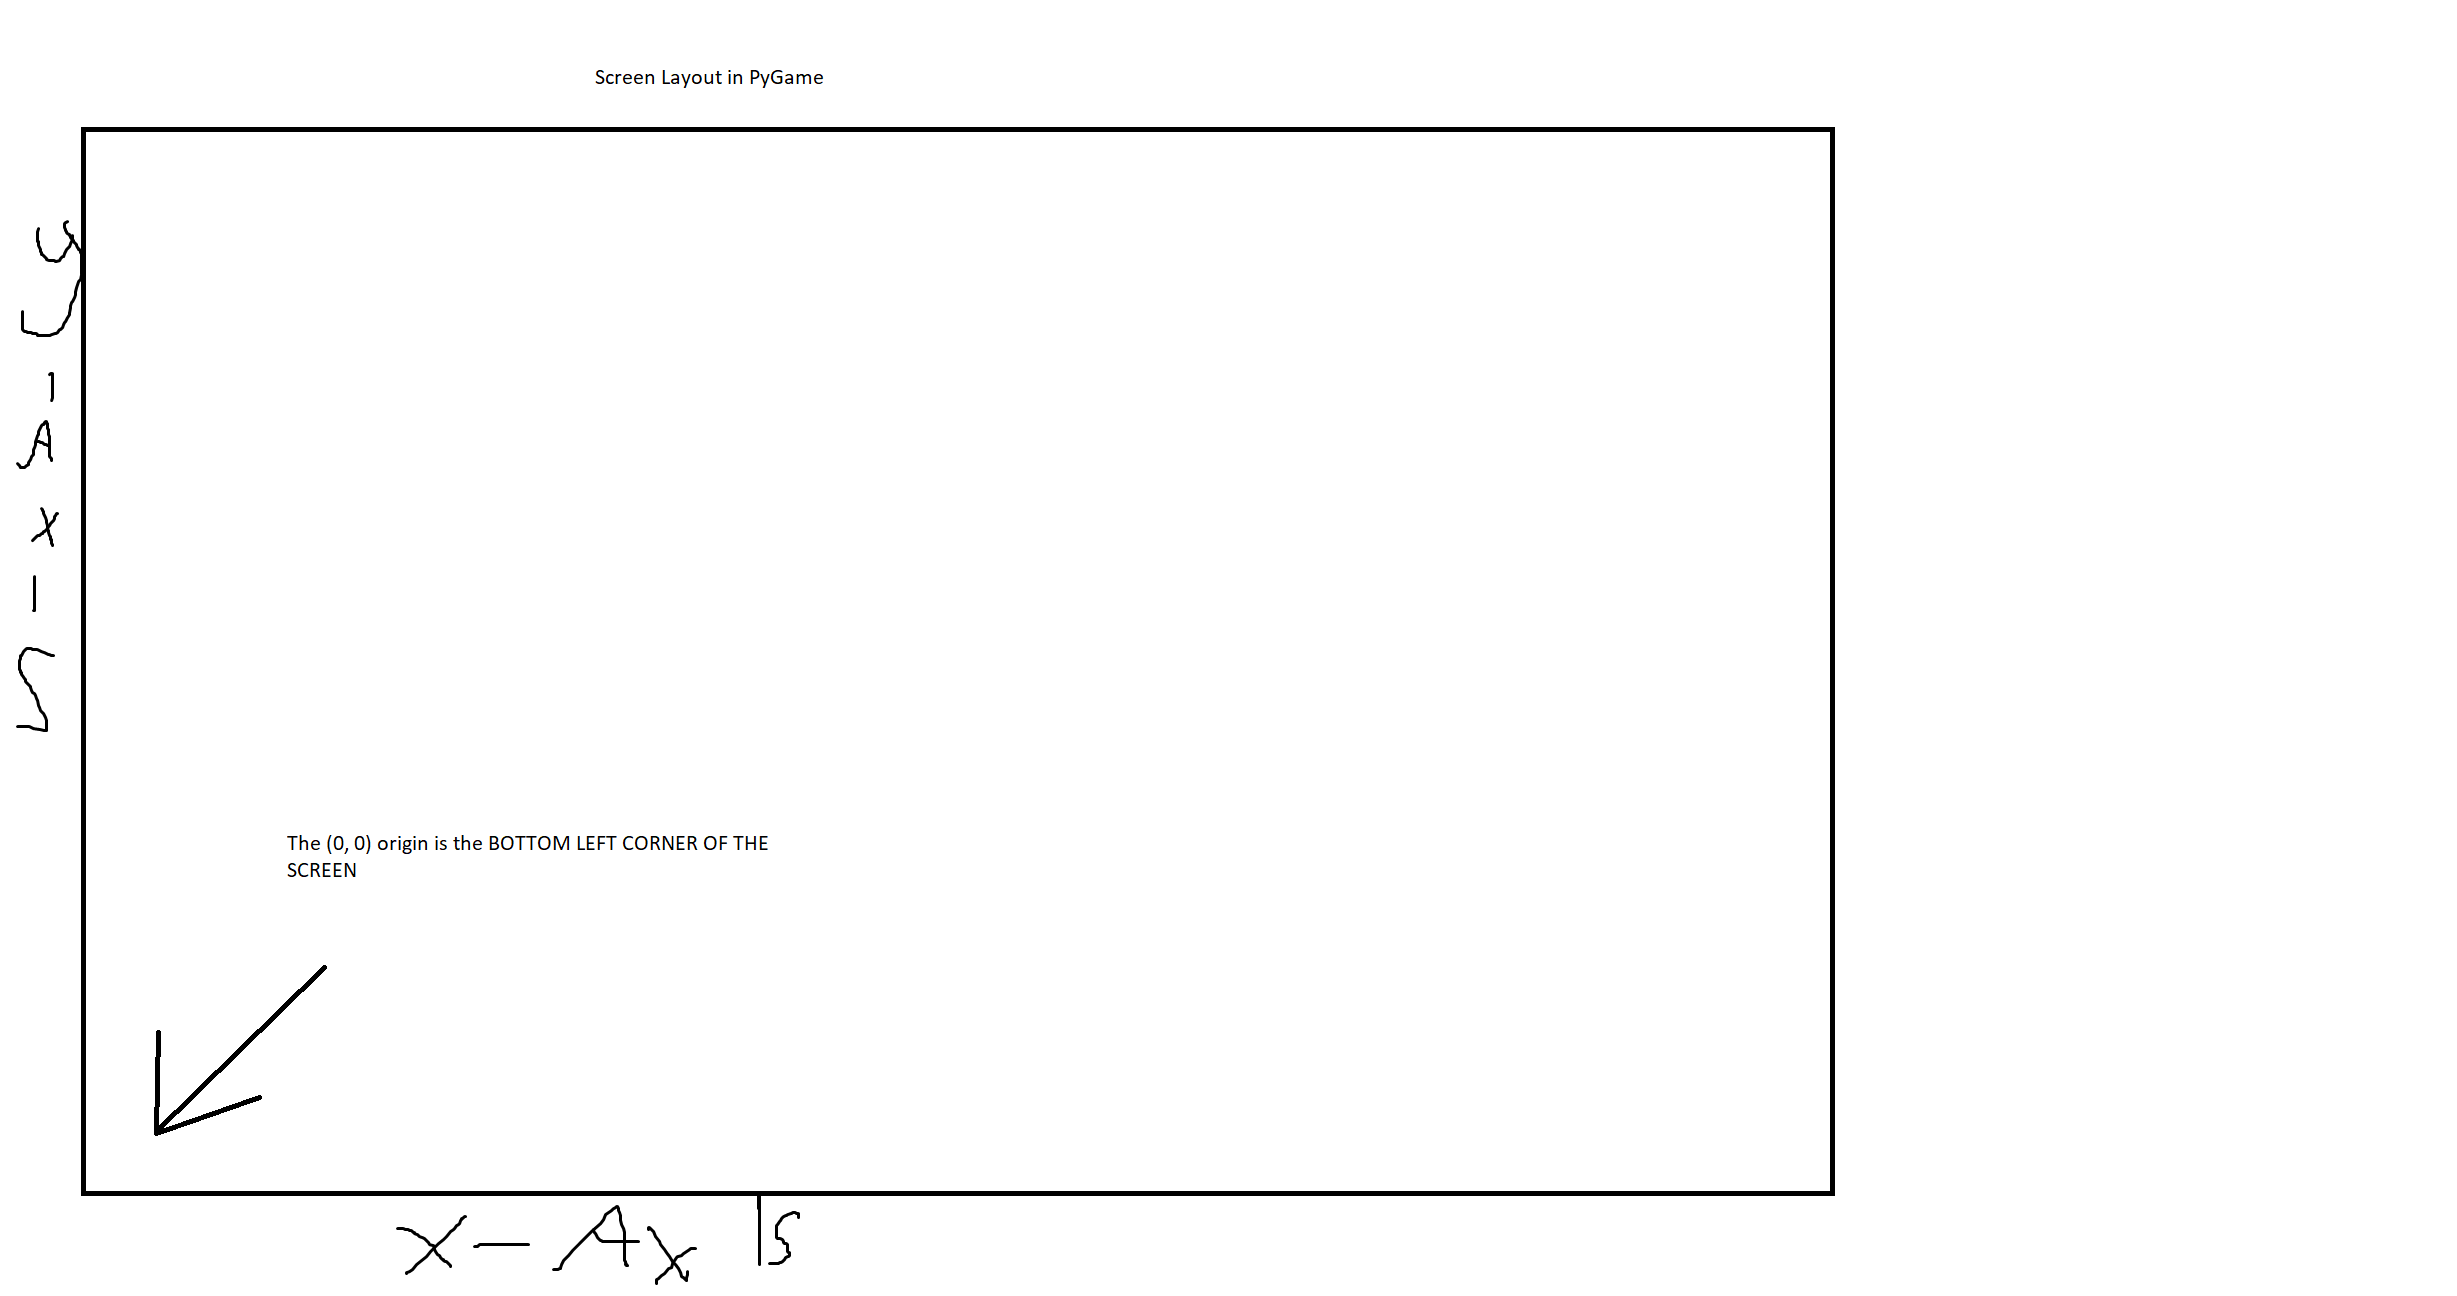 Screen Layout in PyGame
y-Axis
The (0, 0) origin is the BOTTOM LEFT CORNER OF THE
SCREEN
x-Axis